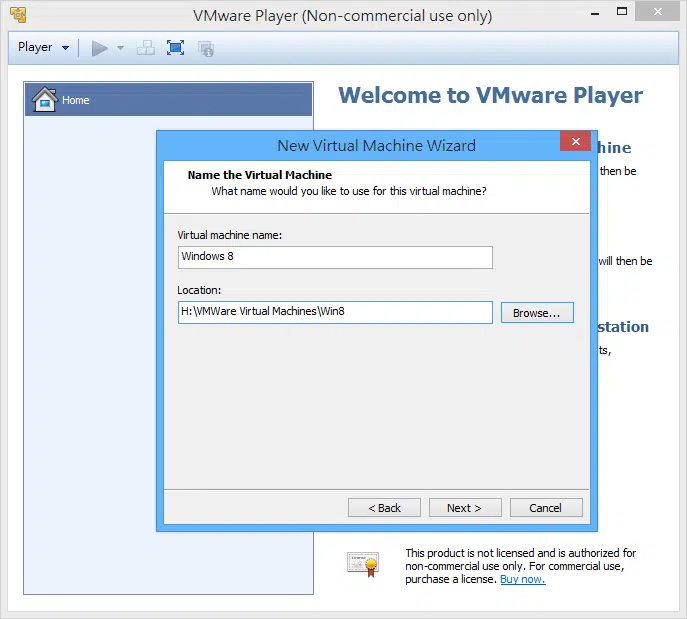 VMware Player (Non-commercial use only)
Player
Home
Welcome to VMware Player
hine
then be
will then be
station
ts,
New Virtual Machine Wizard
Name the Virtual Machine
What name would you like to use for this virtual machine?
Virtual machine name:
Windows 8
Location:
H:\VMWare Virtual Machines\Win8
Browse...
< Back
Next >
Cancel
This product is not licensed and is authorized for
non-commercial use only. For commercial use,
purchase a license. Buy now.